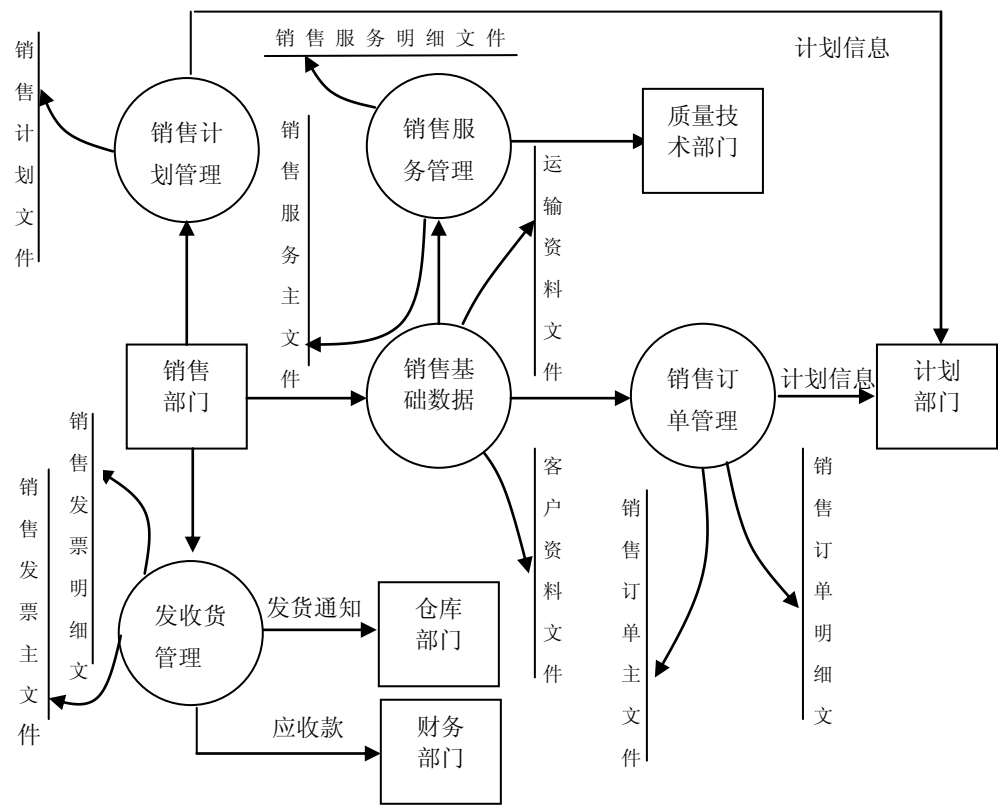 销售服务明细文件
计划信息
销售计划文件
销售计
划管理
销售服务主文件
销售服
务管理
运输资料文件
质量技
术部门
销售
部门
销售基
础数据
销售订
单管理
计划信息
计划
部门
销售发票明细文
销售发票主文件
客户资料文件
销售订单主文件
销售订单明细文
发收货
管理
发货通知
仓库
部门
应收款
财务
部门